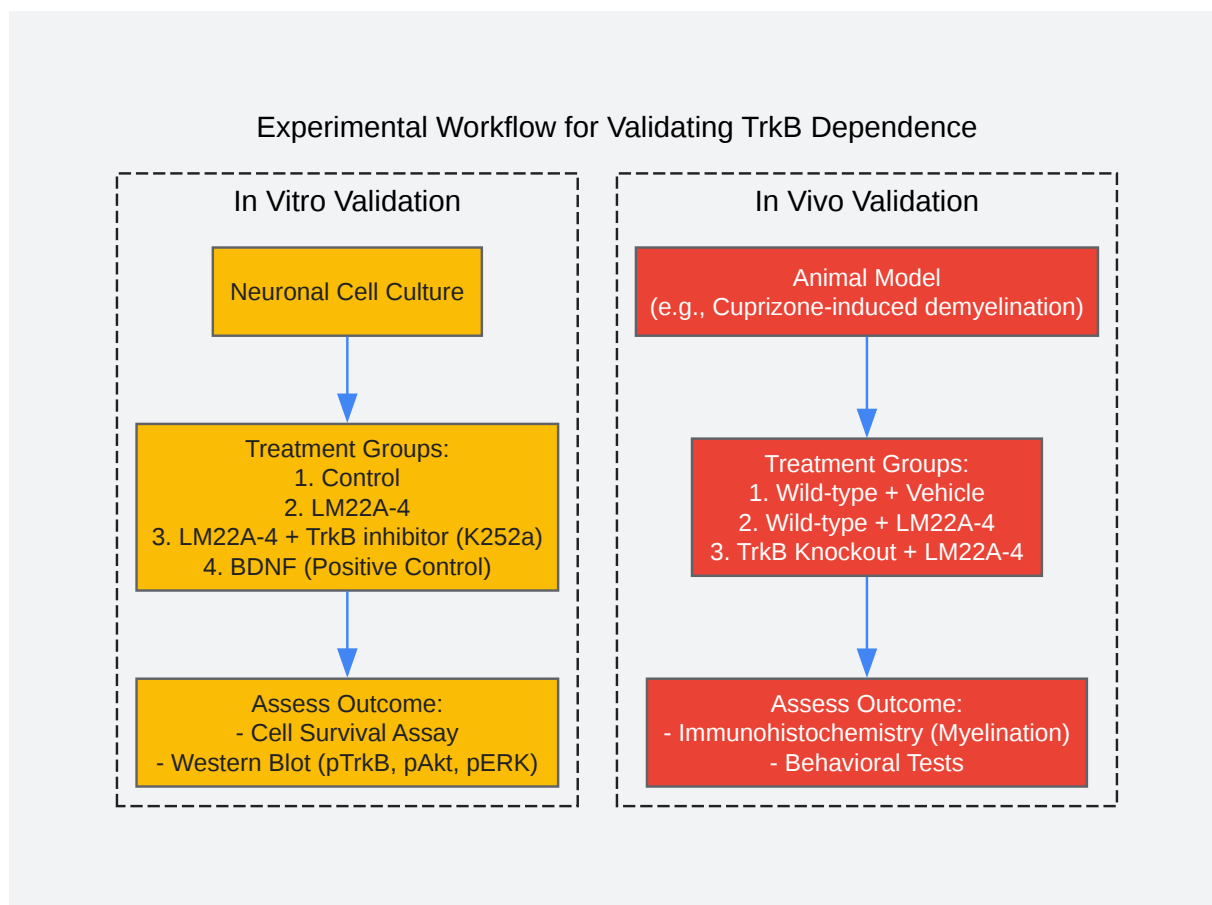 Experimental Workflow for Validating TrkB Dependence
In Vitro Validation
Neuronal Cell Culture
Treatment Groups:
1. Control
2. LM22A-4
3. LM22A-4 + TrkB inhibitor (K252a)
4. BDNF (Positive Control)
Assess Outcome:
- Cell Survival Assay
- Western Blot (pTrkB, pAkt, pERK)
In Vivo Validation
Animal Model
(e.g., Cuprizone-induced demyelination)
Treatment Groups:
1. Wild-type + Vehicle
2. Wild-type + LM22A-4
3. TrkB Knockout + LM22A-4
Assess Outcome:
- Immunohistochemistry (Myelination)
- Behavioral Tests